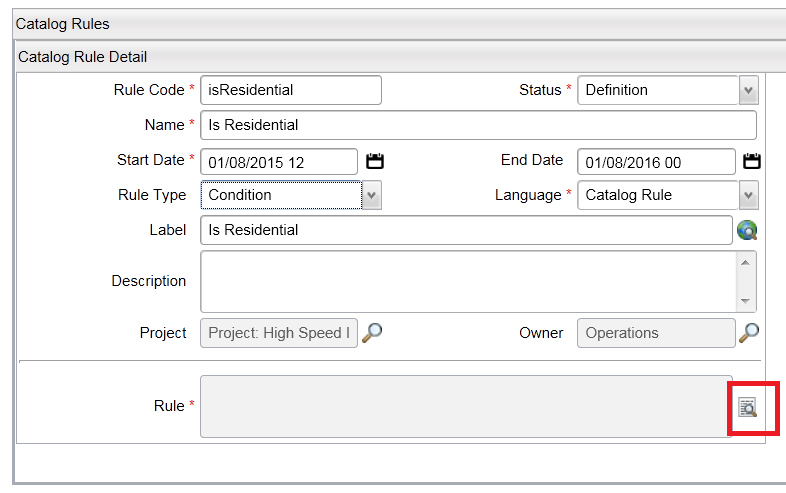 Catalog Rules
Catalog Rule Detail
Rule Code * isResidential Status * Definition
Name * Is Residential
Start Date * 01/08/2015 12 End Date 01/08/2016 00
Rule Type Condition Language * Catalog Rule
Label Is Residential
Description
Project Project: High Speed I Owner Operations
Rule *